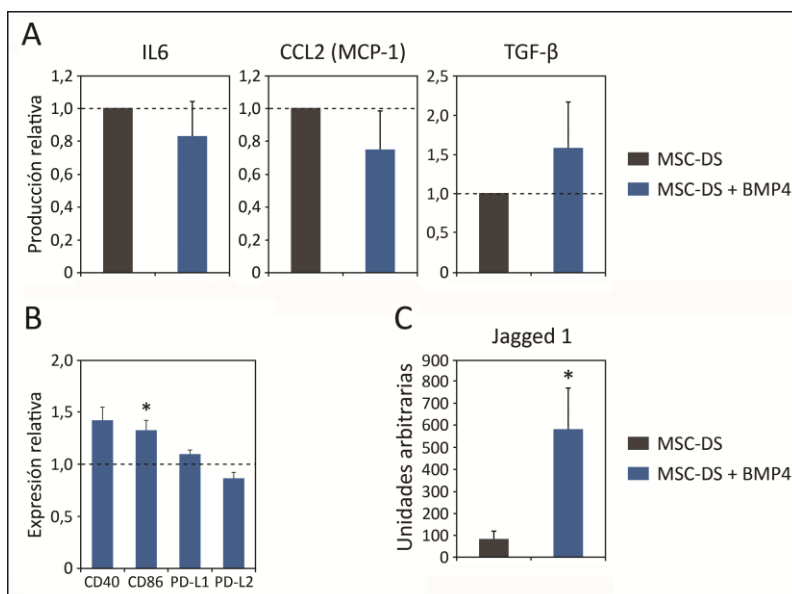 A
IL6
CCL2 (MCP-1)
TGF-β
Producción relativa
1,2
1,0
0,8
0,6
0,4
0,2
0
1,2
1,0
0,8
0,6
0,4
0,2
0
2,5
2,0
1,5
1,0
0,5
0
MSC-DS
MSC-DS + BMP4
B
Expresión relativa
2,0
1,5
1,0
0,5
0
*
CD40 CD86 PD-L1 PD-L2
C
Jagged 1
Unidades arbitrarias
900
800
700
600
500
400
300
200
100
0
*
MSC-DS
MSC-DS + BMP4